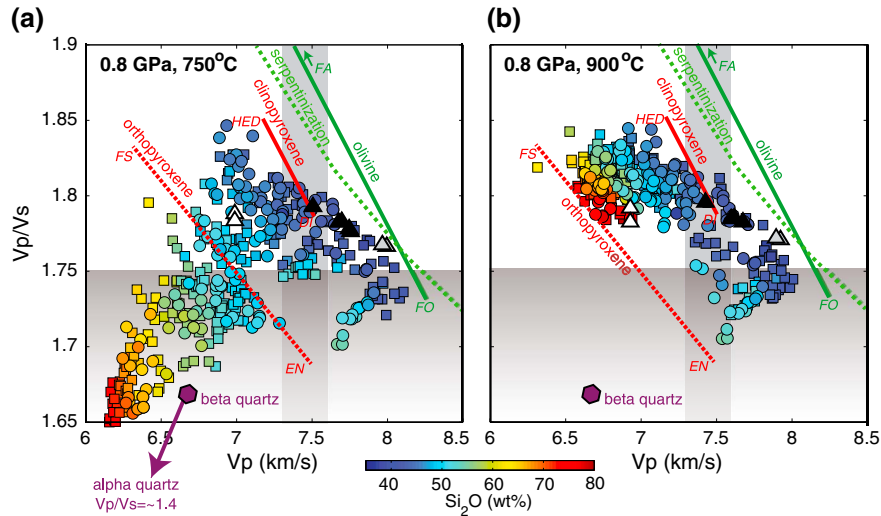 (a)
(b)
0.8 GPa, 750°C
0.8 GPa, 900°C
Vp/Vs
1.9
1.85
1.8
1.75
1.7
1.65
FA
serpentinization
clinopyroxene
olivine
HED
orthopyroxene
FS
DI
FO
EN
beta quartz
alpha quartz
Vp/Vs=~1.4
6 6.5 7 7.5 8 8.5
Vp (km/s)
FA
serpentinization
clinopyroxene
olivine
HED
FS
orthopyroxene
DI
FO
EN
beta quartz
6 6.5 7 7.5 8 8.5
Vp (km/s)
40 50 60 70 80
Si₂O (wt%)